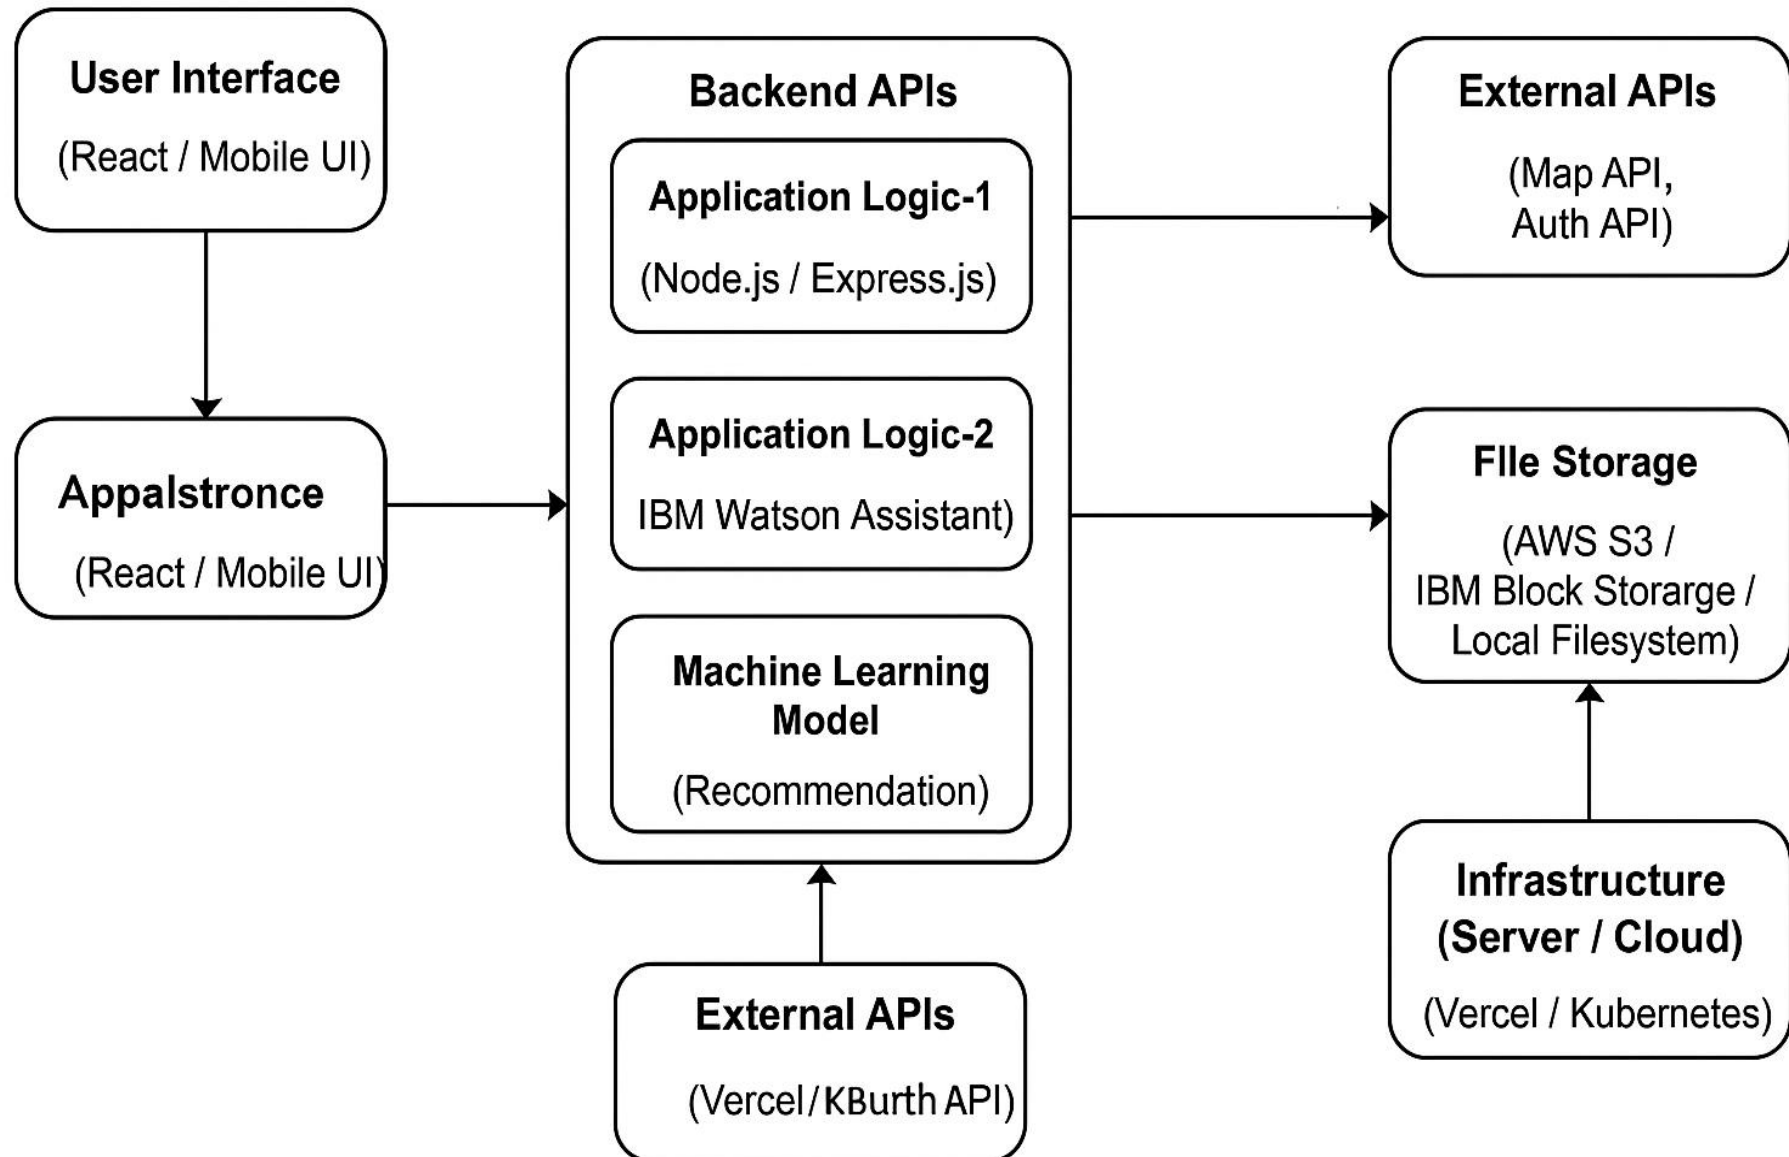 User Interface
(React / Mobile UI)
Appalstronce
(React / Mobile UI)
Backend APIs
Application Logic-1
(Node.js / Express.js)
Application Logic-2
IBM Watson Assistant)
Machine Learning
Model
(Recommendation)
External APIs
(Vercel/KBurth API)
External APIs
(Map API,
Auth API)
FIle Storage
(AWS S3 /
IBM Block Storarge /
Local Filesystem)
Infrastructure
(Server / Cloud)
(Vercel / Kubernetes)